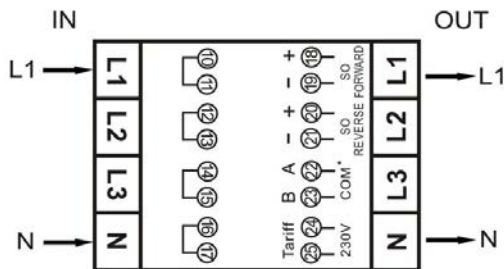 IN
OUT
L1
L1
L2
L3
N
N
10
11
12
13
14
15
16
17
+ 18
- 19
SO FORWARD
+ 20
- 21
SO REVERSE
A 22
B 23
COM*
Tariff 24
25
230V
L1
L2
L3
N
L1
N